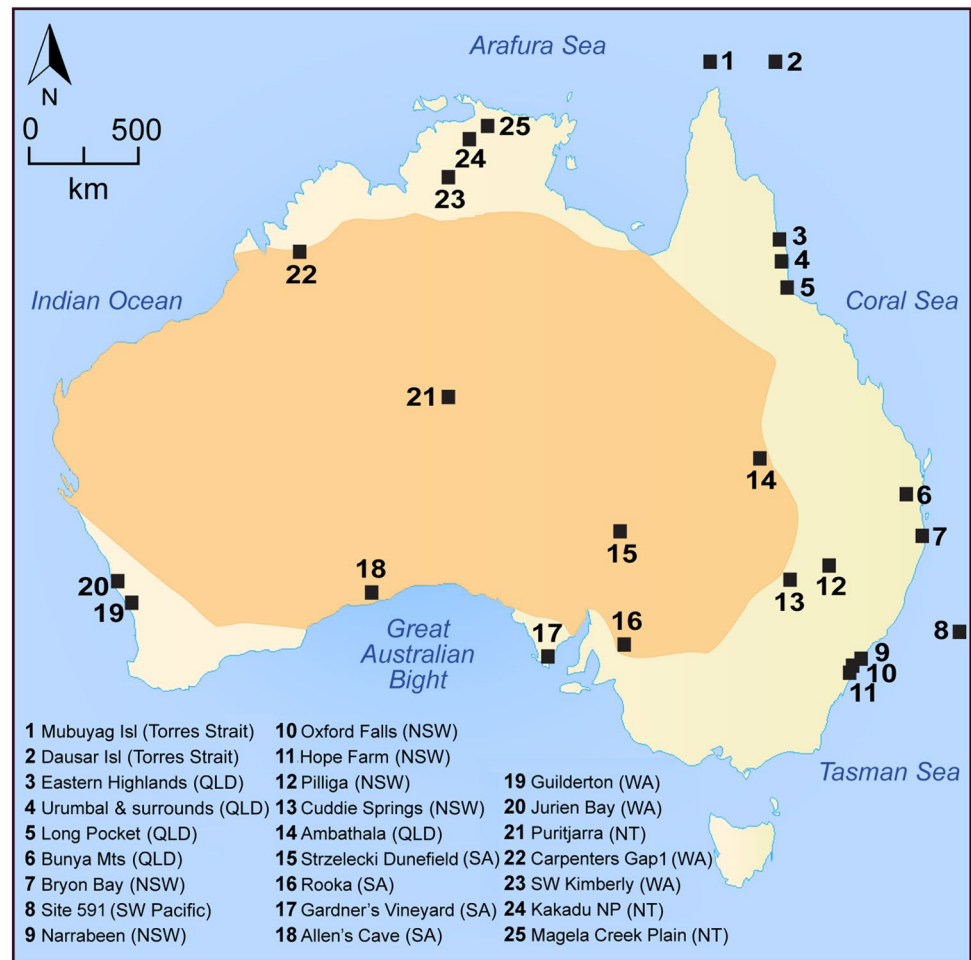 Arafura Sea
1
2
N
0 500
km
25
24
23
3
4
22
5
Indian Ocean
Coral Sea
21
14
6
15
7
18
12
20
13
19
16
8
17
Great
Australian
Bight
9
10
11
1 Mubuyag Isl (Torres Strait)
2 Dausar Isl (Torres Strait)
3 Eastern Highlands (QLD)
4 Urumbal & surrounds (QLD)
5 Long Pocket (QLD)
6 Bunya Mts (QLD)
7 Bryon Bay (NSW)
8 Site 591 (SW Pacific)
9 Narrabeen (NSW)
10 Oxford Falls (NSW)
11 Hope Farm (NSW)
12 Pilliga (NSW)
13 Cuddie Springs (NSW)
14 Ambathala (QLD)
15 Strzelecki Dunefield (SA)
16 Rooka (SA)
17 Gardner's Vineyard (SA)
18 Allen's Cave (SA)
19 Guilderton (WA)
20 Jurien Bay (WA)
21 Puritjarra (NT)
22 Carpenters Gap1 (WA)
23 SW Kimberly (WA)
24 Kakadu NP (NT)
25 Magela Creek Plain (NT)
Tasman Sea